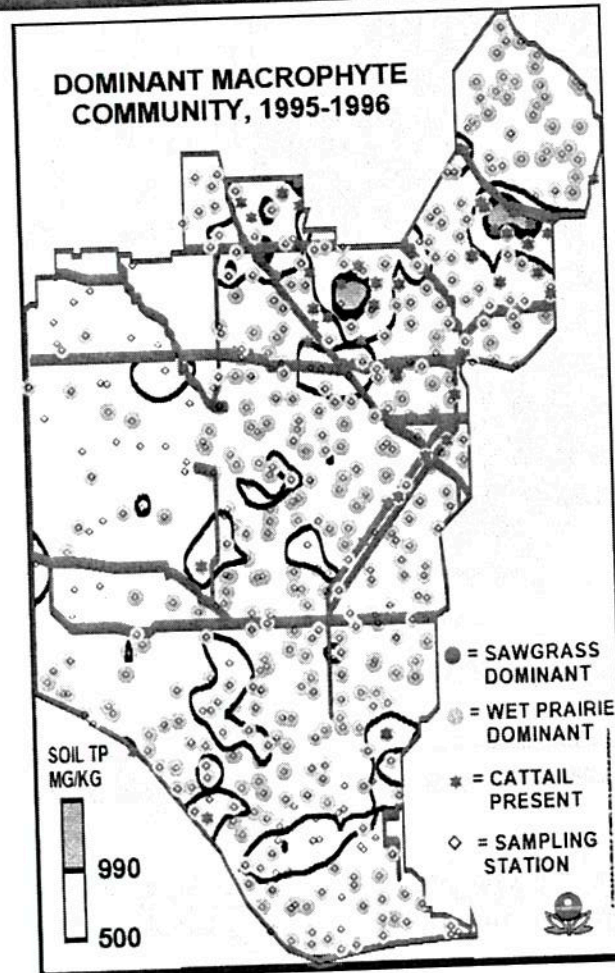 DOMINANT MACROPHYTE
COMMUNITY, 1995-1996
= SAWGRASS
DOMINANT
= WET PRAIRIE
DOMINANT
= CATTAIL
PRESENT
= SAMPLING
STATION
SOIL TP
MG/KG
990
500